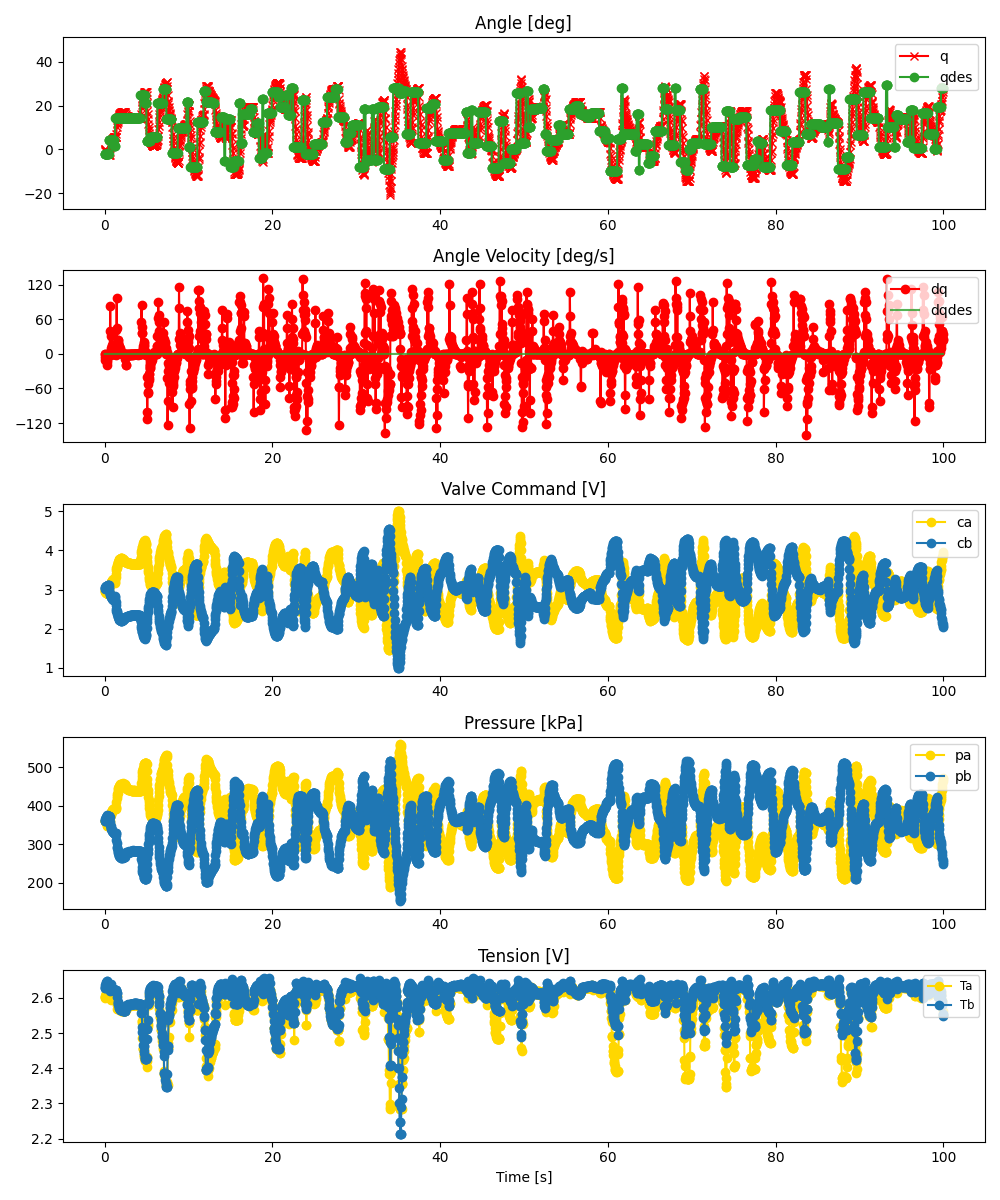 Angle [deg]
40
20
0
−20
q
qdes
0 20 40 60 80 100
Angle Velocity [deg/s]
120
60
0
−60
−120
dq
dqdes
0 20 40 60 80 100
Valve Command [V]
5
4
3
2
1
ca
cb
0 20 40 60 80 100
Pressure [kPa]
500
400
300
200
pa
pb
0 20 40 60 80 100
Tension [V]
2.6
2.5
2.4
2.3
2.2
Ta
Tb
0 20 40 60 80 100
Time [s]